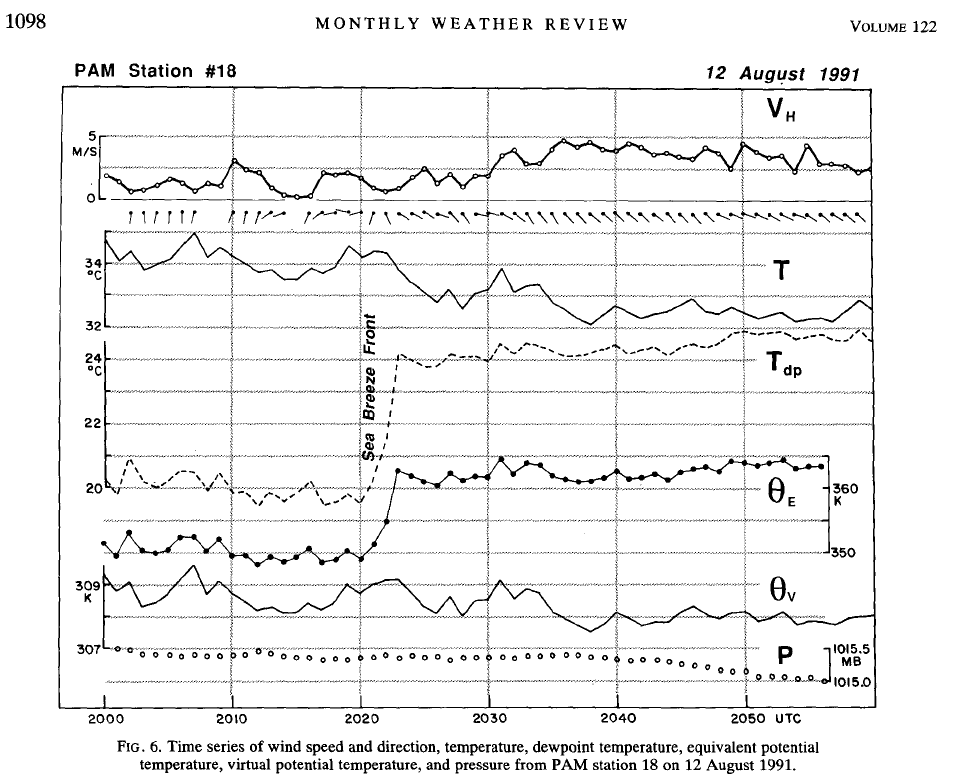 1098
MONTHLY WEATHER REVIEW
VOLUME 122
PAM Station #18
12 August 1991
V_H
5
M/S
0
34
°C
T
32
24
°C
T_dp
Sea Breeze Front
22
20
θ_E
360
K
350
309
K
θ_V
307
P
1015.5
MB
1015.0
2000 2010 2020 2030 2040 2050 UTC
FIG. 6. Time series of wind speed and direction, temperature, dewpoint temperature, equivalent potential
temperature, virtual potential temperature, and pressure from PAM station 18 on 12 August 1991.